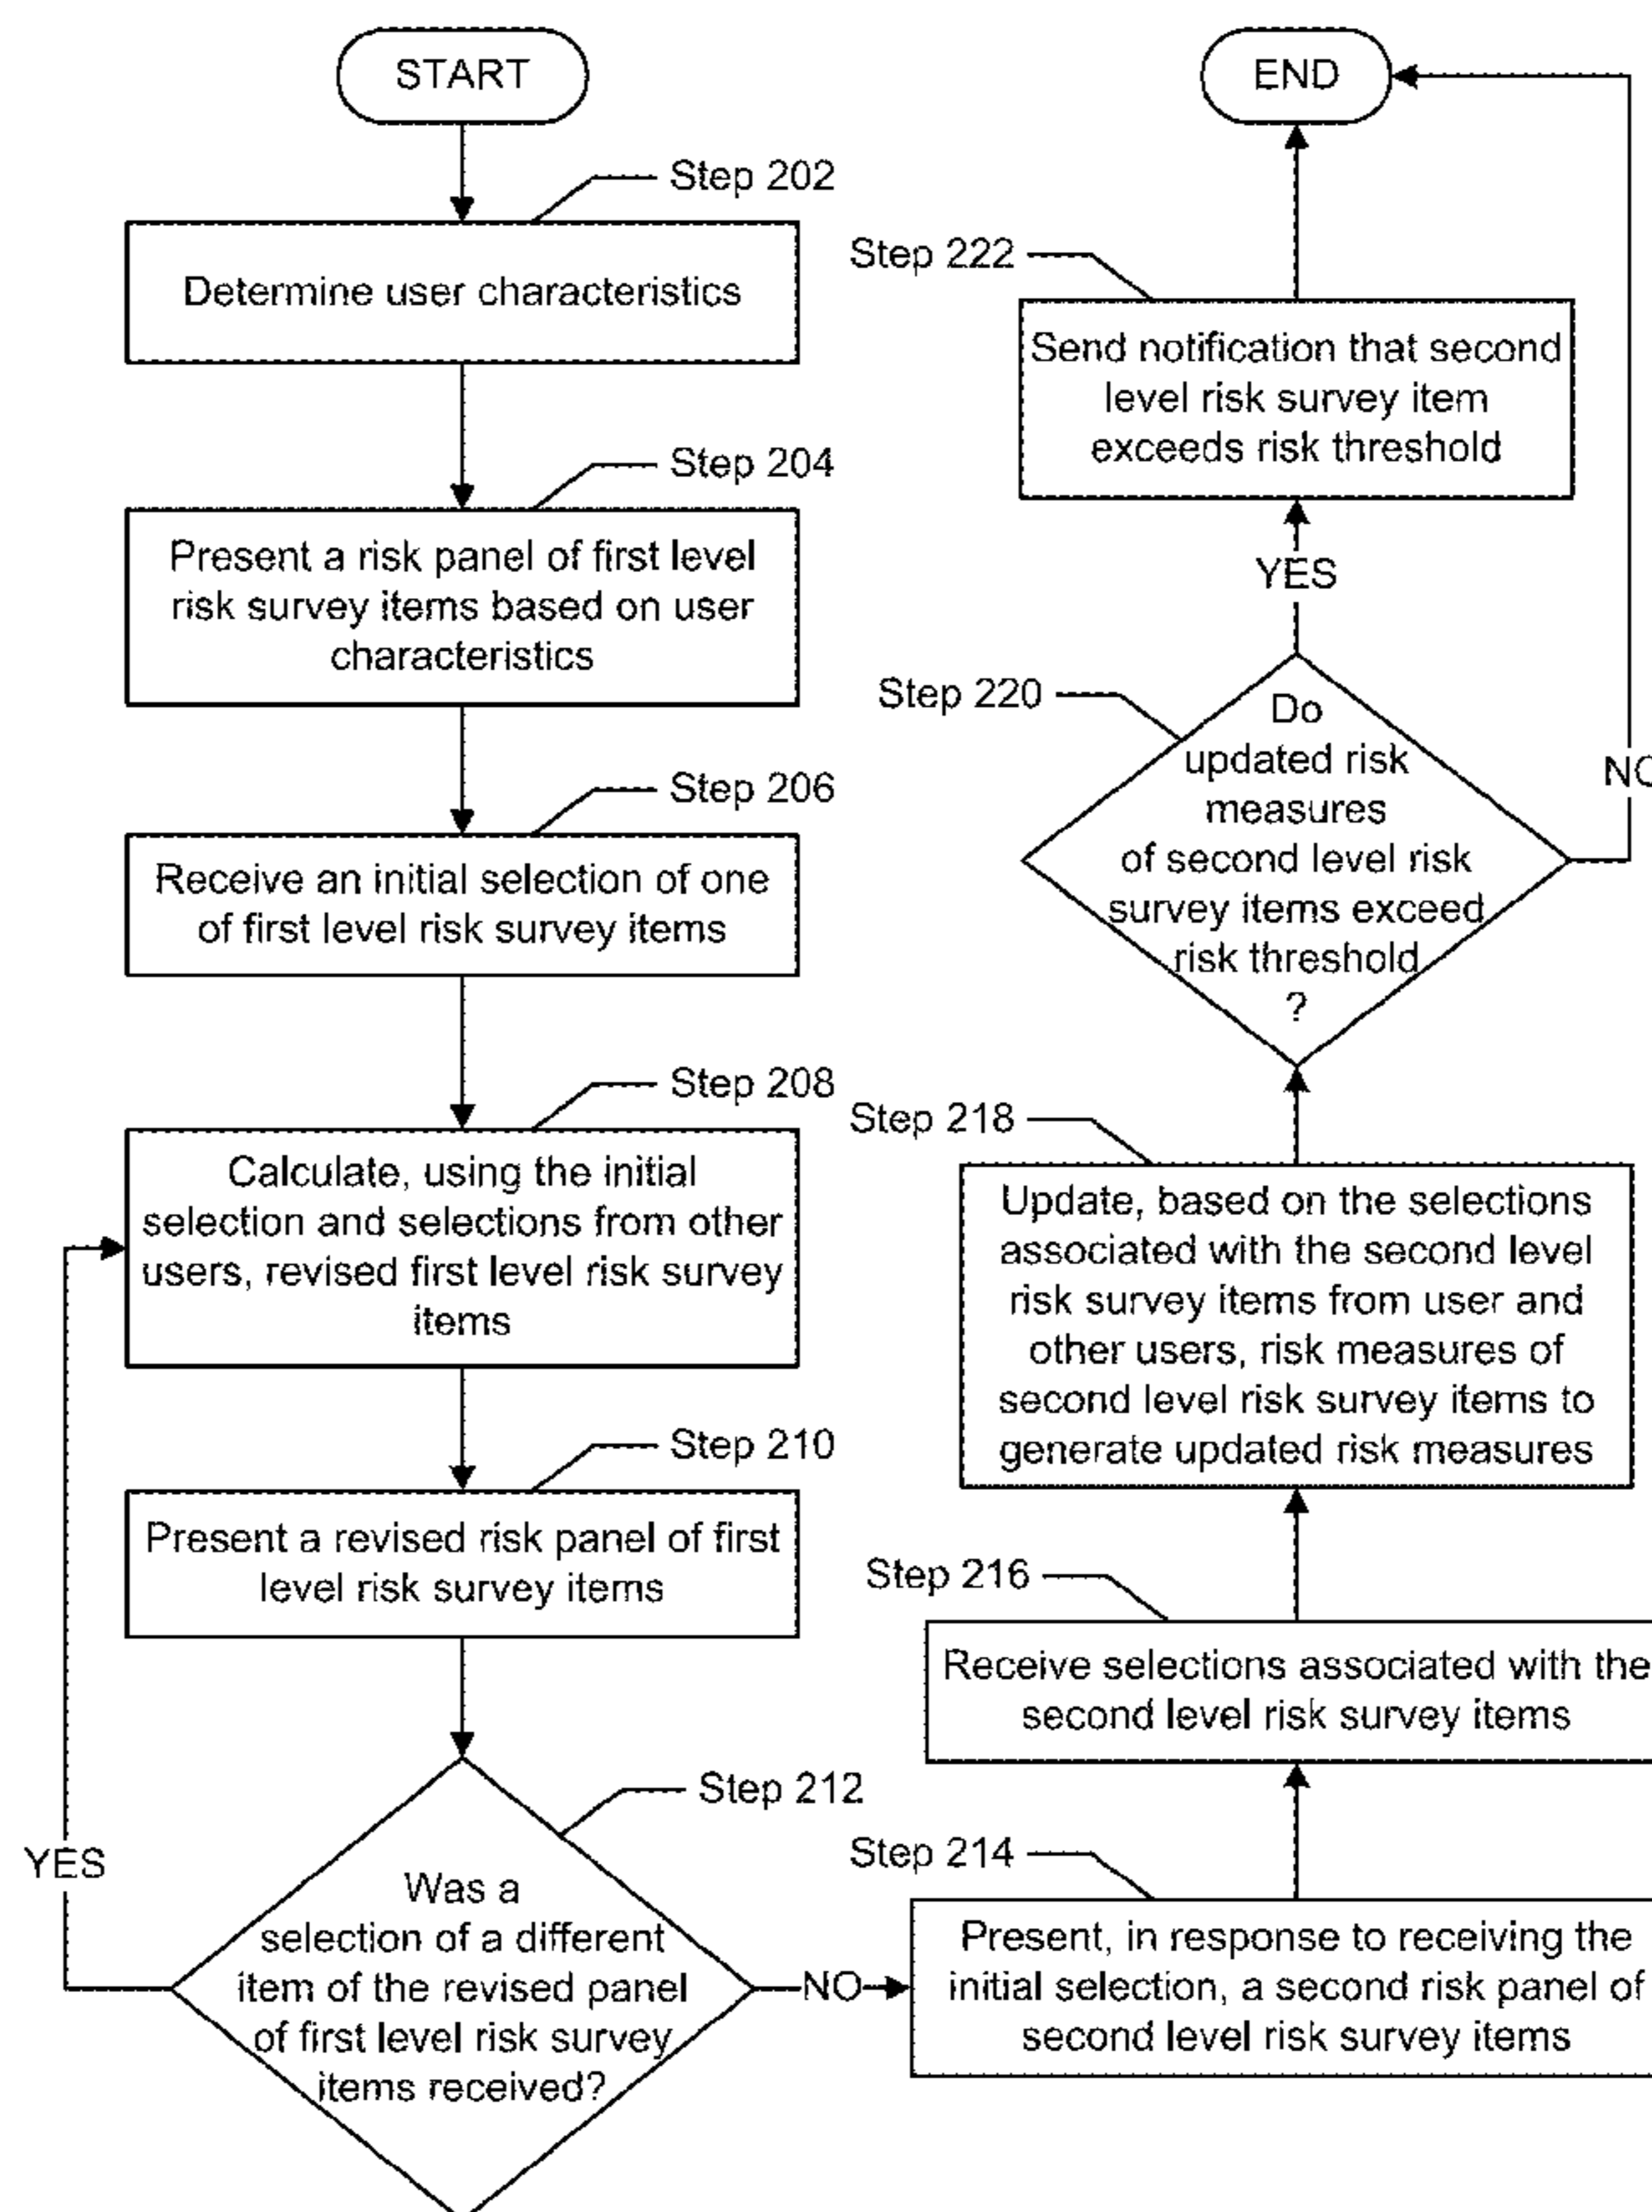 START
Step 202
Determine user characteristics
Step 204
Present a risk panel of first level
risk survey items based on user
characteristics
Step 206
Receive an initial selection of one
of first level risk survey items
Step 208
Calculate, using the initial
selection and selections from other
users, revised first level risk survey
items
Step 210
Present a revised risk panel of first
level risk survey items
Step 212
Was a
selection of a different
item of the revised panel
of first level risk survey
items received?
YES
NO
Step 214
Present, in response to receiving the
initial selection, a second risk panel of
second level risk survey items
Step 216
Receive selections associated with the
second level risk survey items
Step 218
Update, based on the selections
associated with the second level
risk survey items from user and
other users, risk measures of
second level risk survey items to
generate updated risk measures
Step 220
Do
updated risk
measures
of second level risk
survey items exceed
risk threshold
?
YES
NO
Step 222
Send notification that second
level risk survey item
exceeds risk threshold
END